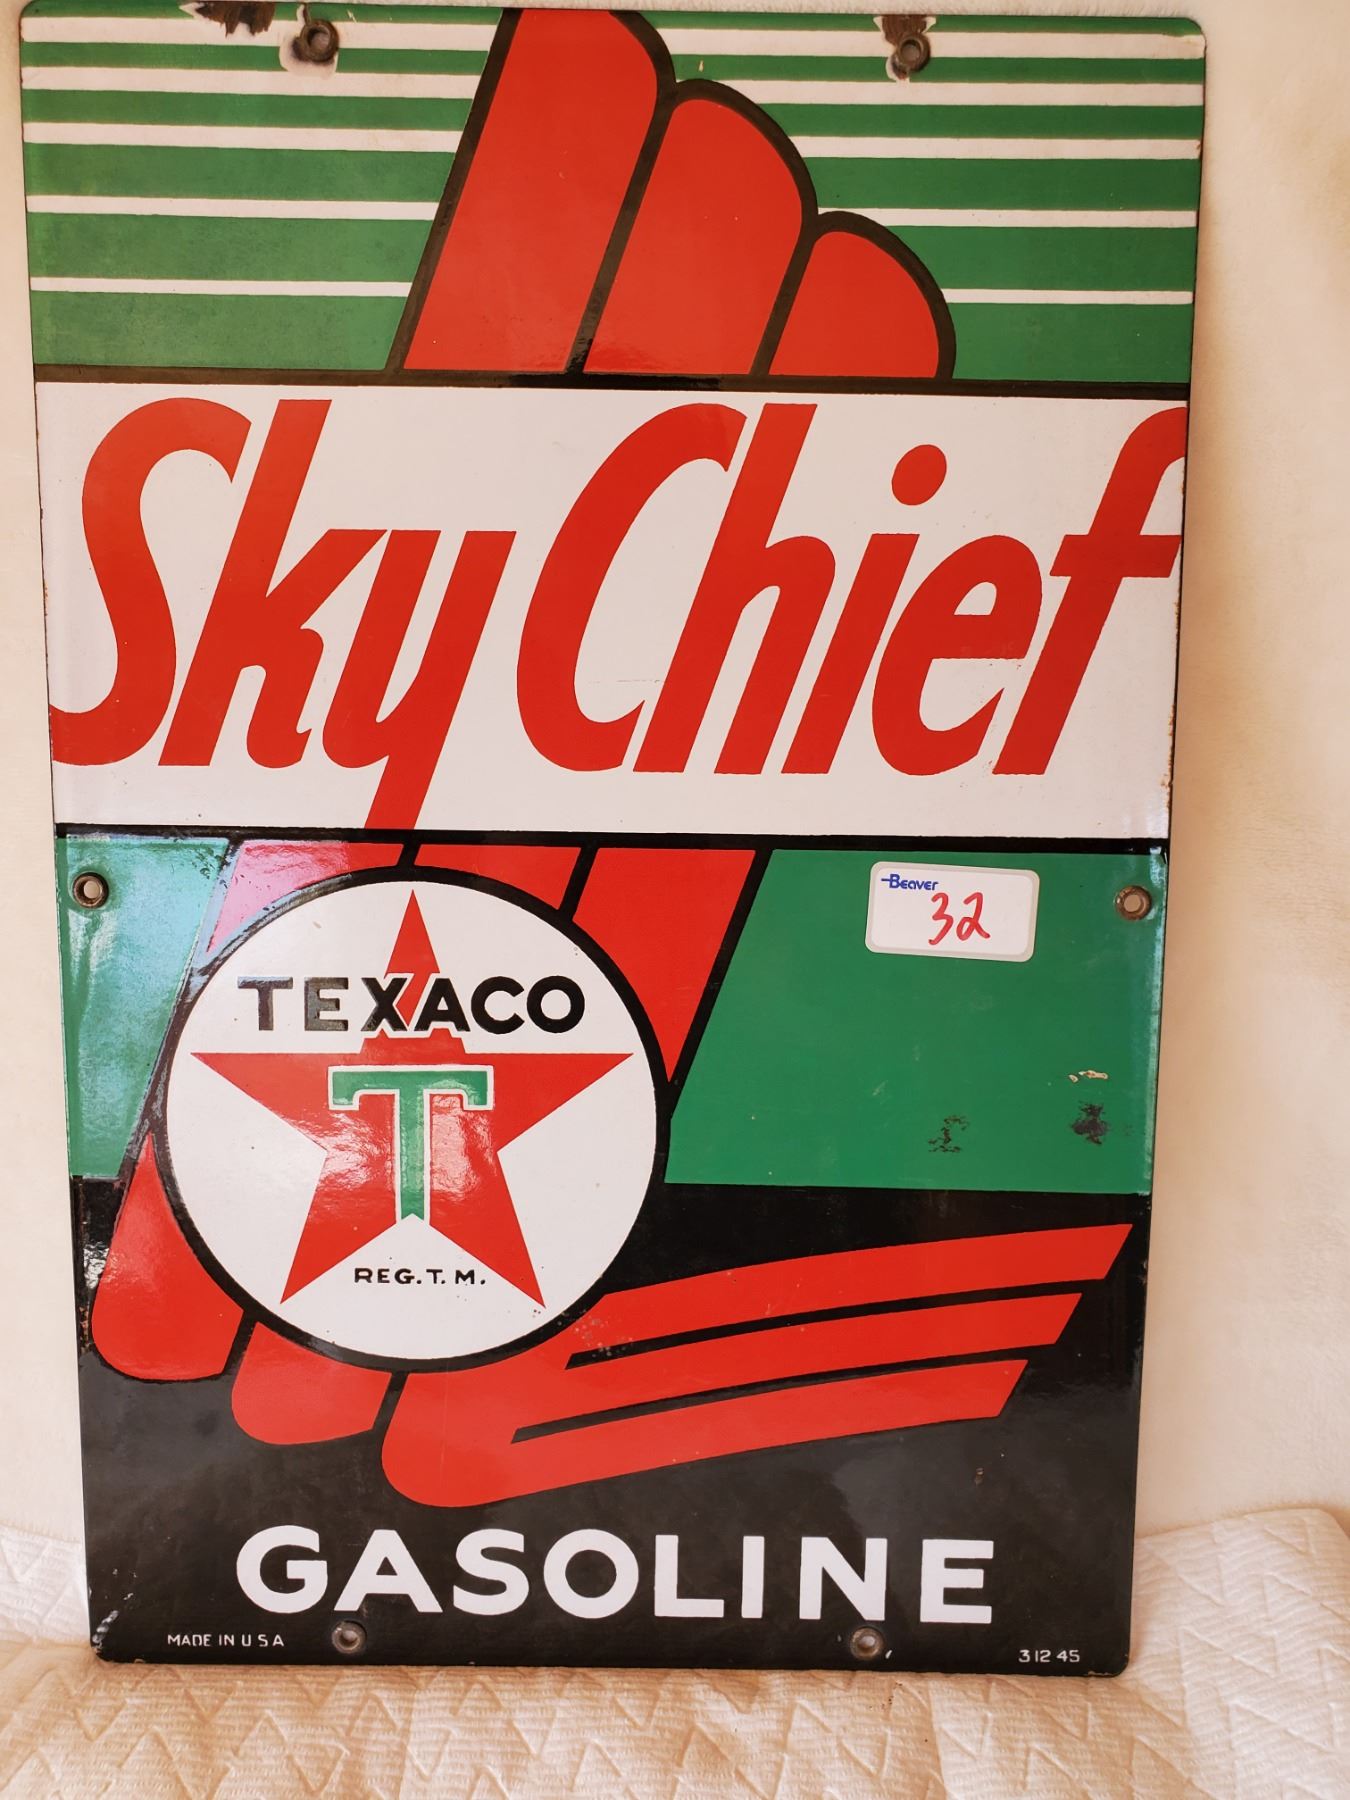 Sky Chief
Beaver
32
TEXACO
T
REG. T. M.
GASOLINE
MADE IN U S A
3 12 45